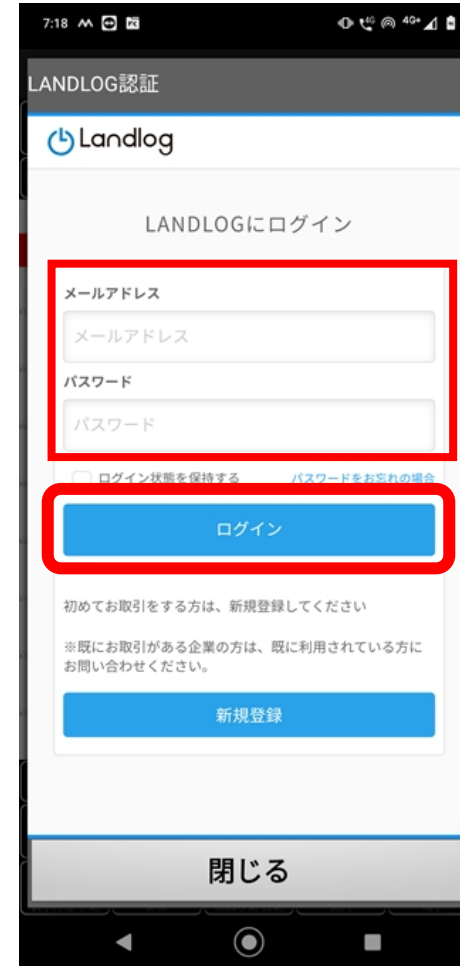 7:18
4G 4G+
LANDLOG認証
Landlog
LANDLOGにログイン
メールアドレス
メールアドレス
パスワード
パスワード
ログイン状態を保持する パスワードをお忘れの場合
ログイン
初めてお取引をする方は、新規登録してください
※既にお取引がある企業の方は、既に利用されている方に
お問い合わせください。
新規登録
閉じる